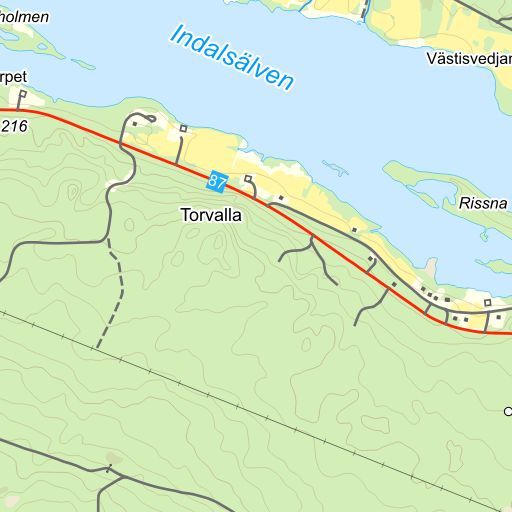 holmen
Indalsälven
Västisvedjan
rpet
216
87
Rissna
Torvalla